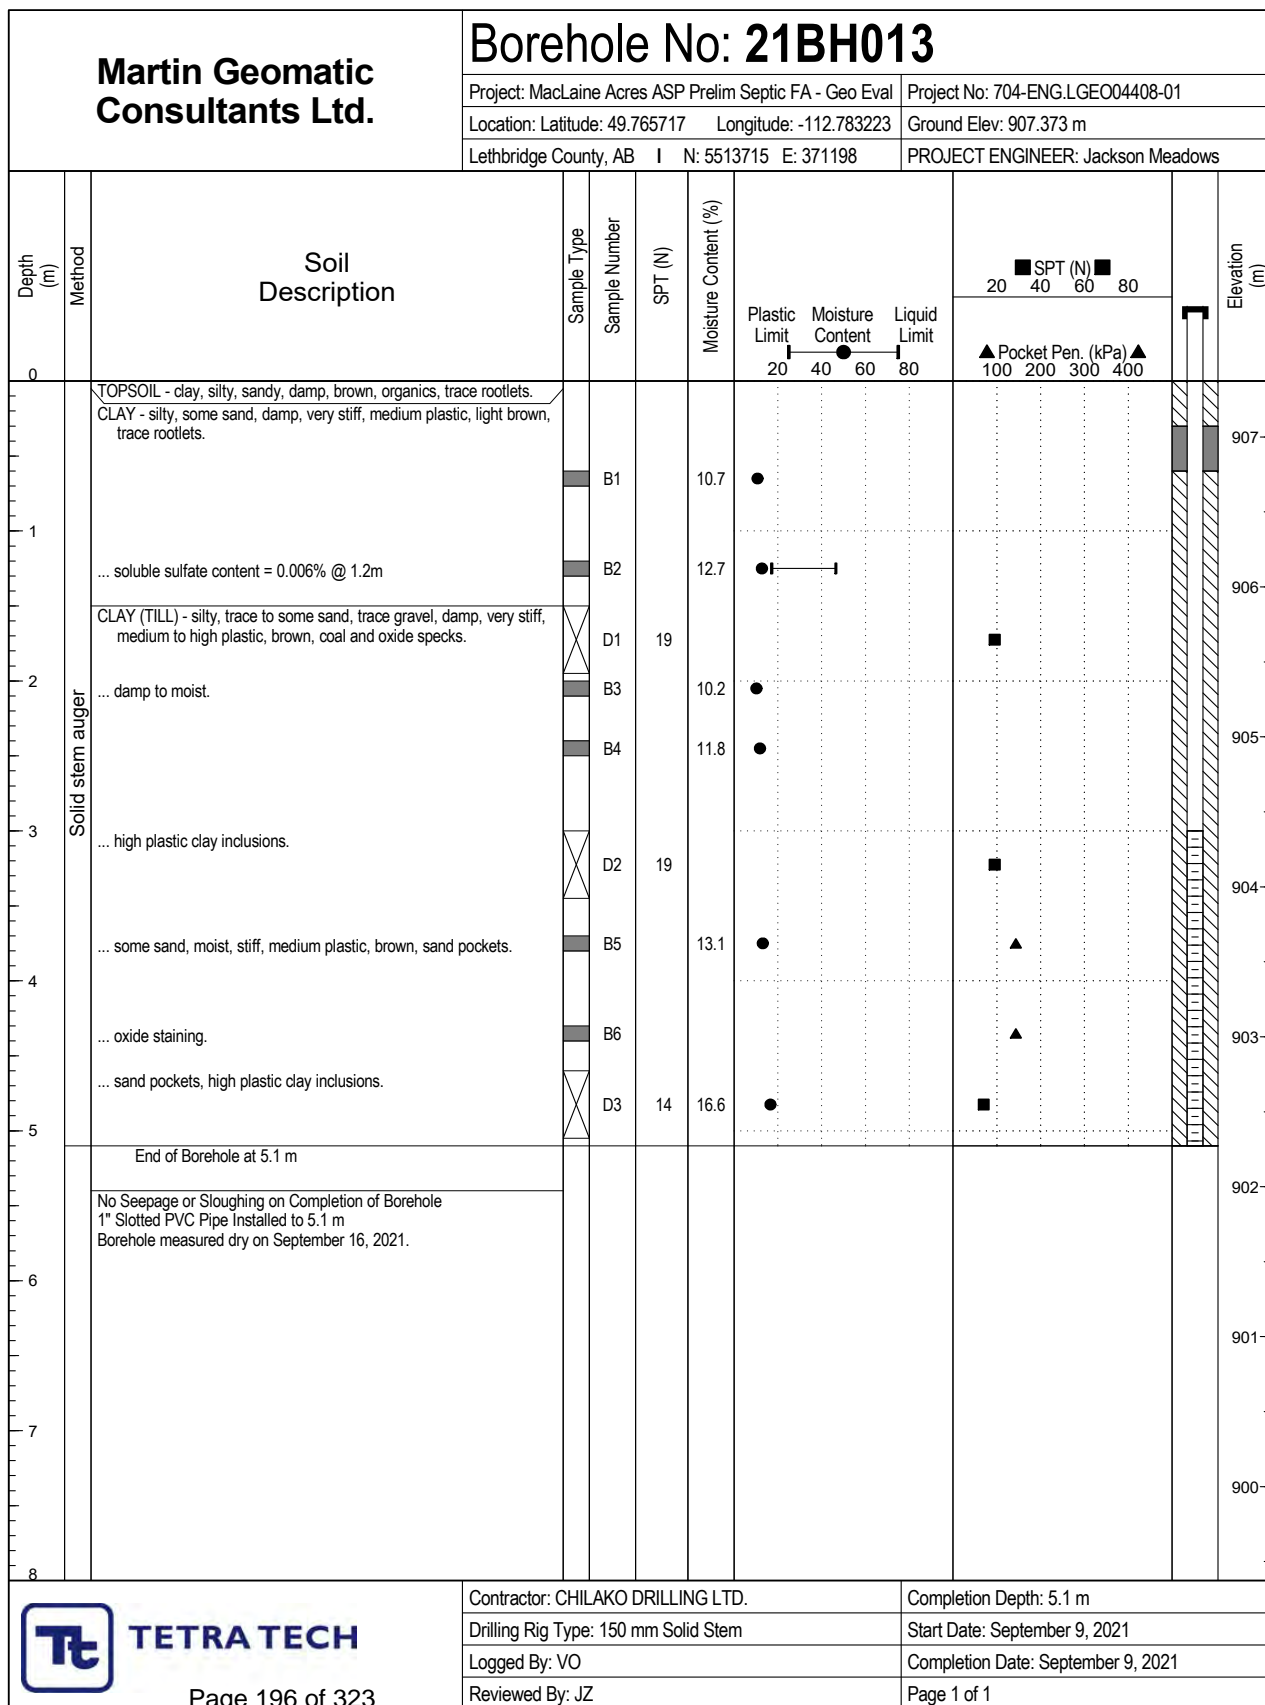 Martin Geomatic
Consultants Ltd.
Borehole No: 21BH013
Project: MacLaine Acres ASP Prelim Septic FA - Geo Eval
Project No: 704-ENG.LGEO04408-01
Location: Latitude: 49.765717 Longitude: -112.783223
Ground Elev: 907.373 m
Lethbridge County, AB I N: 5513715 E: 371198
PROJECT ENGINEER: Jackson Meadows
Depth
(m)
Method
Soil
Description
Sample Type
Sample Number
SPT (N)
Moisture Content (%)
Plastic Moisture Liquid
Limit Content Limit
20 40 60 80
SPT (N)
20 40 60 80
Pocket Pen. (kPa)
100 200 300 400
Elevation
(m)
0
TOPSOIL - clay, silty, sandy, damp, brown, organics, trace rootlets.
CLAY - silty, some sand, damp, very stiff, medium plastic, light brown,
trace rootlets.
907
B1 10.7
1
... soluble sulfate content = 0.006% @ 1.2m B2 12.7
906
CLAY (TILL) - silty, trace to some sand, trace gravel, damp, very stiff,
medium to high plastic, brown, coal and oxide specks. D1 19
2
... damp to moist. B3 10.2
Solid stem auger
905
B4 11.8
3
... high plastic clay inclusions.
D2 19
904
... some sand, moist, stiff, medium plastic, brown, sand pockets. B5 13.1
4
... oxide staining. B6
903
... sand pockets, high plastic clay inclusions.
D3 14 16.6
5
End of Borehole at 5.1 m
902
No Seepage or Sloughing on Completion of Borehole
1" Slotted PVC Pipe Installed to 5.1 m
Borehole measured dry on September 16, 2021.
6
901
7
900
8
TETRA TECH
Page 196 of 323
Contractor: CHILAKO DRILLING LTD.
Completion Depth: 5.1 m
Drilling Rig Type: 150 mm Solid Stem
Start Date: September 9, 2021
Logged By: VO
Completion Date: September 9, 2021
Reviewed By: JZ
Page 1 of 1